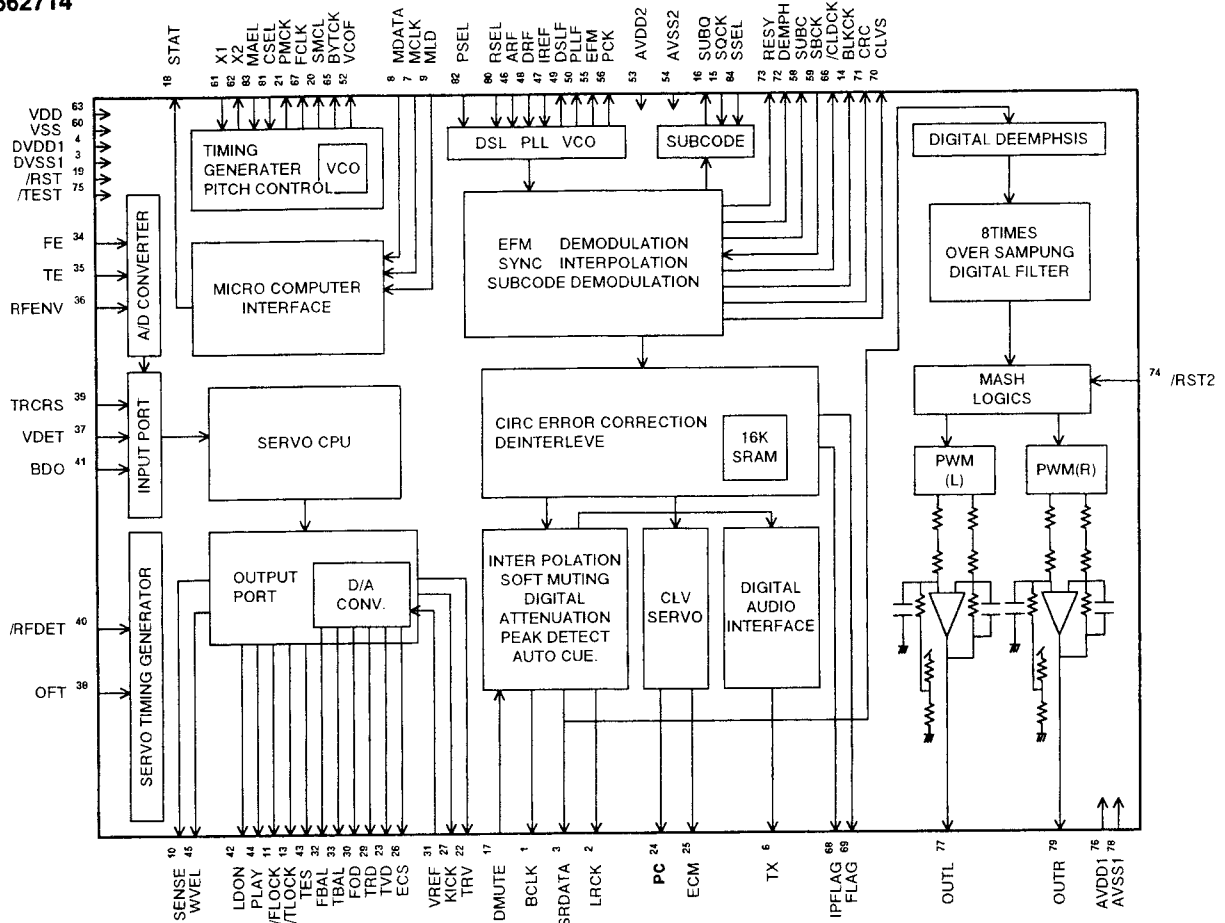 662714
18 STAT
61 X1
62 X2
83 MAEL
81 CSEL
21 PMCK
67 FCLK
20 SMCL
65 BYTCK
52 VCOF
8 MDATA
7 MCLK
9 MLD
82 PSEL
80 RSEL
46 ARF
48 DRF
47 IREF
49 DSLF
50 PLLF
55 EFM
56 PCK
53 AVDD2
54 AVSS2
16 SUBQ
15 SQCK
84 SSEL
73 RESY
72 DEMPH
58 SUBC
59 SBCK
66 /CLDCK
14 BLKCK
71 CRC
70 CLVS
VDD 63
VSS 60
DVDD1 4
DVSS1 3
/RST 19
/TEST 75
FE 34
TE 35
RFENV 36
TRCRS 39
VDET 37
BDO 41
/RFDET 40
OFT 38
A/D CONVERTER
INPUT PORT
SERVO TIMING GENERATOR
TIMING
GENERATER
PITCH CONTROL
VCO
MICRO COMPUTER
INTERFACE
SERVO CPU
OUTPUT
PORT
D/A
CONV.
DSL PLL VCO
SUBCODE
EFM DEMODULATION
SYNC INTERPOLATION
SUBCODE DEMODULATION
CIRC ERROR CORRECTION
DEINTERLEVE
16K
SRAM
INTER POLATION
SOFT MUTING
DIGITAL
ATTENUATION
PEAK DETECT
AUTO CUE.
CLV
SERVO
DIGITAL
AUDIO
INTERFACE
DIGITAL DEEMPHSIS
8TIMES
OVER SAMPUNG
DIGITAL FILTER
MASH
LOGICS
74 /RST2
PWM
(L)
PWM(R)
10 SENSE
45 WVEL
42 LDON
44 PLAY
11 /FLOCK
13 /TLOCK
43 TES
32 FBAL
33 TBAL
30 FOD
29 TRD
23 TVD
26 ECS
31 VREF
27 KICK
22 TRV
17 DMUTE
1 BCLK
3 SRDATA
2 LRCK
24 PC
25 ECM
6 TX
68 IPFLAG
69 FLAG
77 OUTL
79 OUTR
76 AVDD1
78 AVSS1